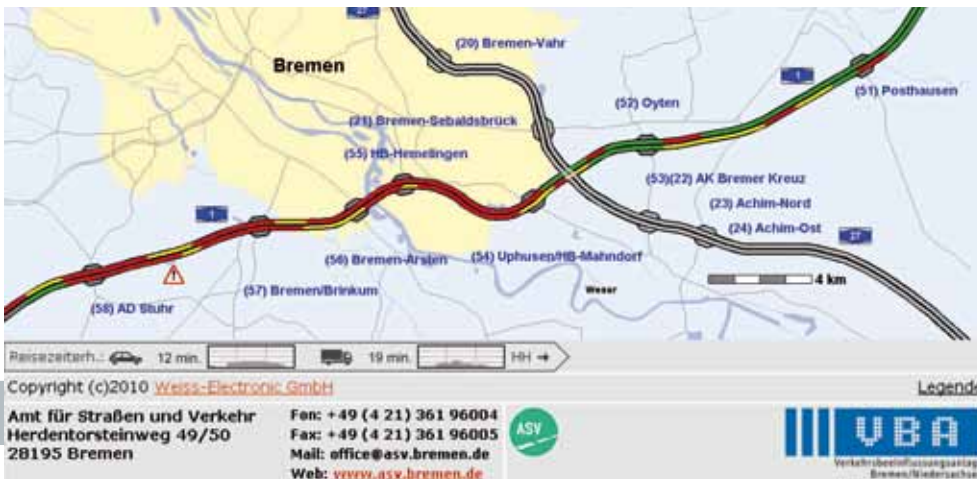 27
(20) Bremen-Vahr
Bremen
1
(51) Posthausen
(52) Oyten
(21) Bremen-Sebaldsbrück
(55) HB-Hemelingen
(53)(22) AK Bremer Kreuz
(23) Achim-Nord
1
(24) Achim-Ost
27
(56) Bremen-Arsten
(54) Uphusen/HB-Mahndorf
4 km
(57) Bremen/Brinkum
Weser
(58) AD Stuhr
Reisezeiterh.: 12 min. 19 min. HH →
Copyright (c)2010 Weiss-Electronic GmbH
Legende
Amt für Straßen und Verkehr
Herdentorsteinweg 49/50
28195 Bremen
Fon: +49 (4 21) 361 96004
Fax: +49 (4 21) 361 96005
Mail: office@asv.bremen.de
Web: www.asv.bremen.de
ASV
VBA
Verkehrsbeeinflussungsanlag
Bremen/Niedersachse